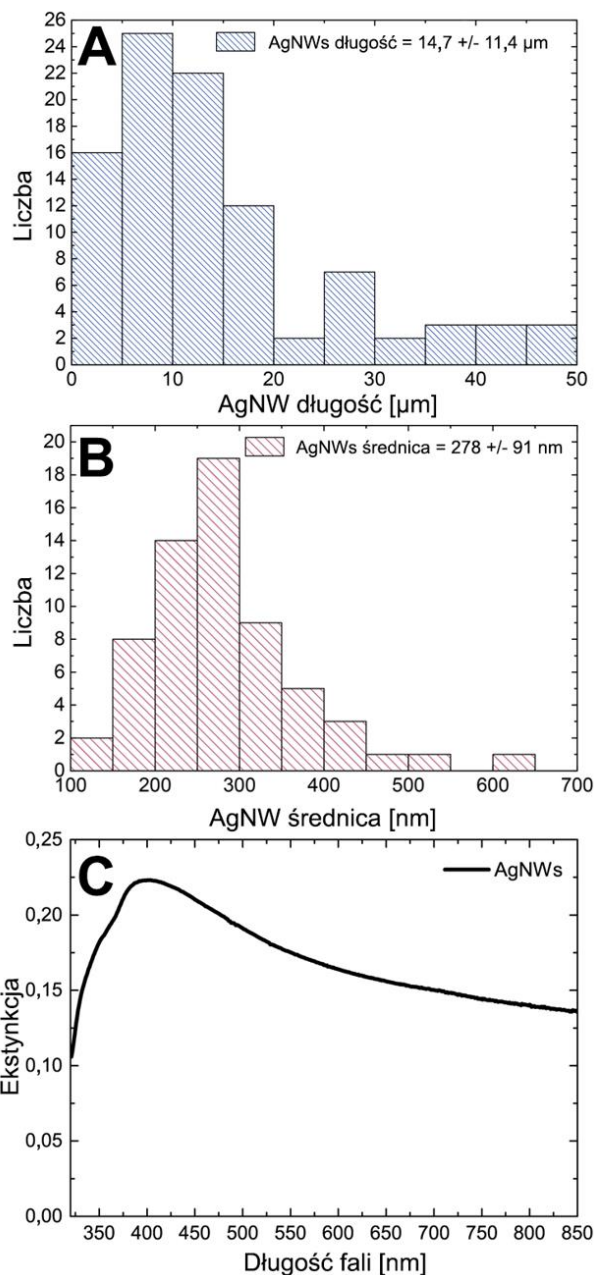 A
AgNWs długość = 14,7 +/- 11,4 µm
26
24
22
20
18
16
14
12
10
8
6
4
2
0
Liczba
0 10 20 30 40 50
AgNW długość [µm]
B
AgNWs średnica = 278 +/- 91 nm
20
18
16
14
12
10
8
6
4
2
0
Liczba
100 200 300 400 500 600 700
AgNW średnica [nm]
C
AgNWs
0,25
0,20
0,15
0,10
0,05
0,00
Ekstynkcja
350 400 450 500 550 600 650 700 750 800 850
Długość fali [nm]